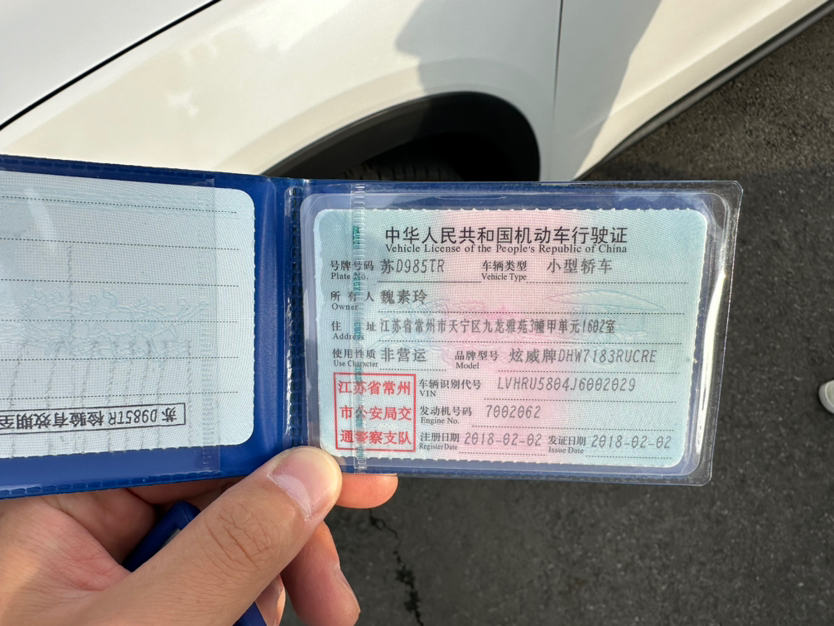 中华人民共和国机动车行驶证
Vehicle License of the People's Republic of China
号牌号码 苏D985TR 车辆类型 小型轿车
Plate No. Vehicle Type
所有人 魏素玲
Owner
住址 江苏省常州市天宁区九龙雅苑3幢甲单元1602室
Address
使用性质 非营运 品牌型号 炫威牌DHW7183RUCRE
Use Character Model
江苏省常州
市公安局交
通警察支队
车辆识别代号 LVHRU5804J6002029
VIN
发动机号码 7002062
Engine No.
注册日期 2018-02-02 发证日期 2018-02-02
Register Date Issue Date
苏D985TR 检验有效期至